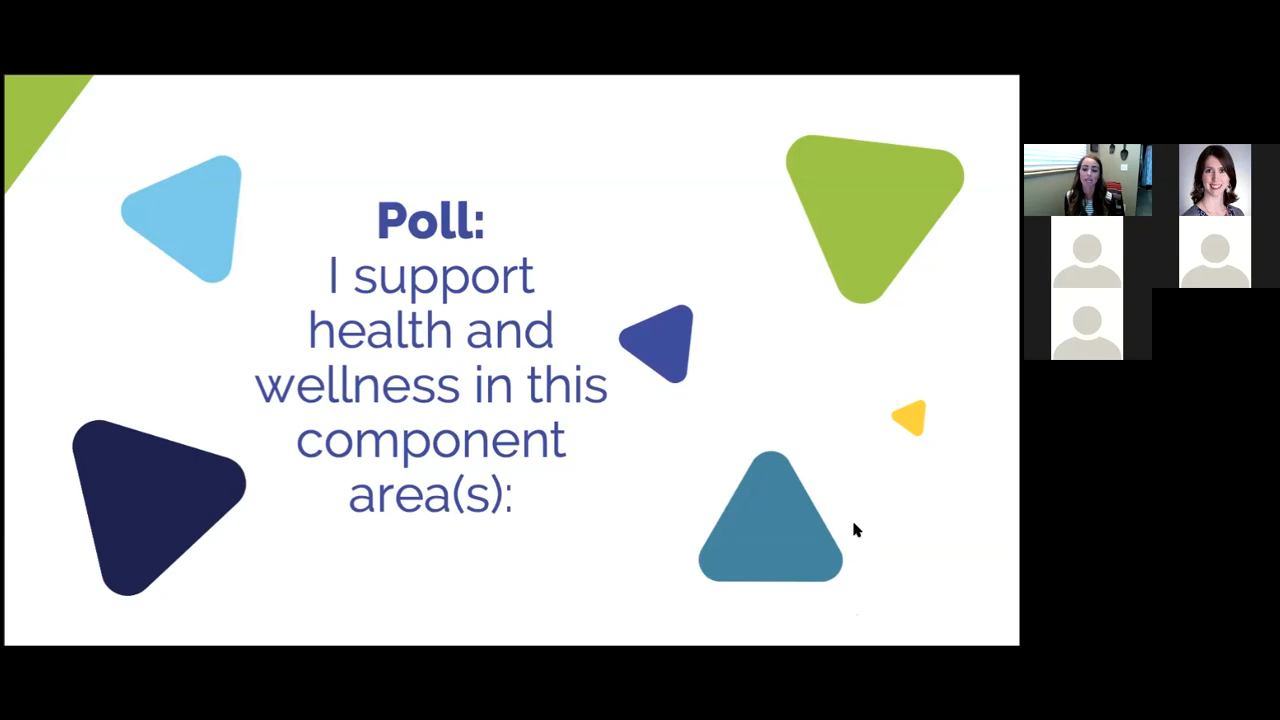 Poll:
I support
health and
wellness in this
component
area(s):